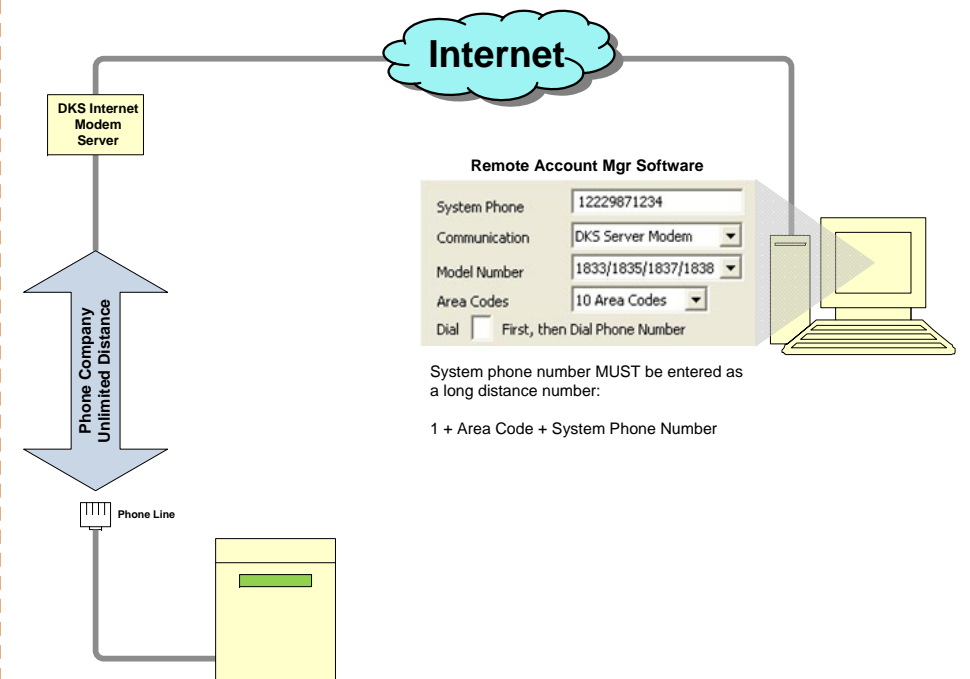 Internet
DKS Internet
Modem
Server
Remote Account Mgr Software
System Phone 12229871234
Communication DKS Server Modem
Model Number 1833/1835/1837/1838
Area Codes 10 Area Codes
Dial First, then Dial Phone Number
System phone number MUST be entered as
a long distance number:
1 + Area Code + System Phone Number
Phone Company
Unlimited Distance
Phone Line